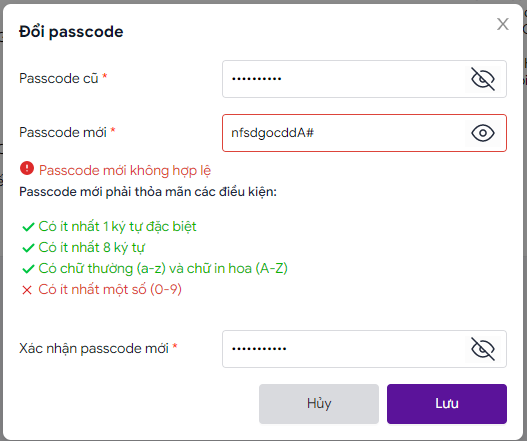 Đổi passcode
Passcode cũ *
••••••••••
Passcode mới *
nfsdgocddA#
Passcode mới không hợp lệ
Passcode mới phải thỏa mãn các điều kiện:
Có ít nhất 1 ký tự đặc biệt
Có ít nhất 8 ký tự
Có chữ thường (a-z) và chữ in hoa (A-Z)
Có ít nhất một số (0-9)
Xác nhận passcode mới *
•••••••••••
Hủy
Lưu